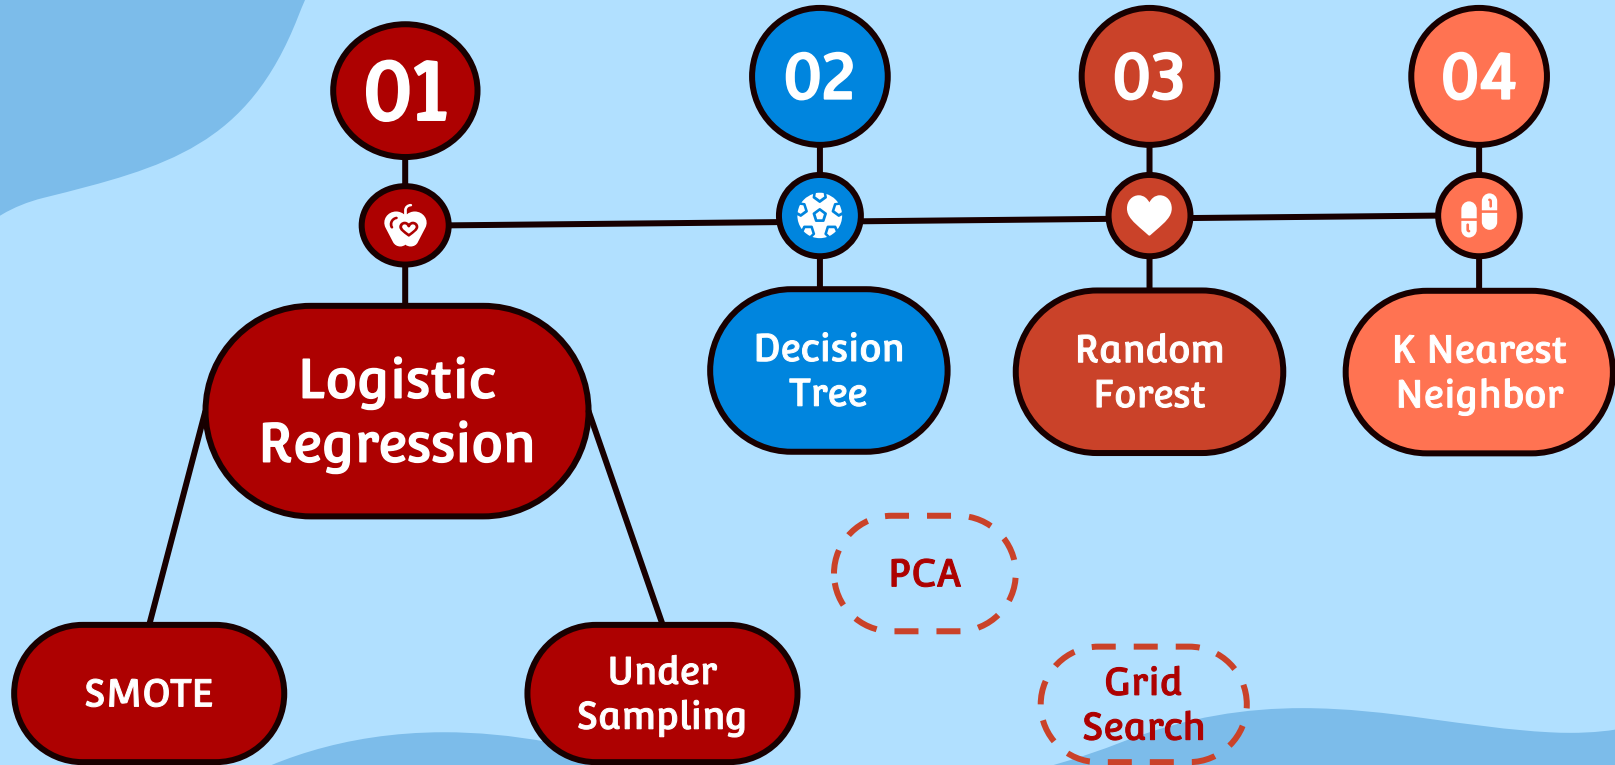 01
02
03
04
Logistic
Regression
Decision
Tree
Random
Forest
K Nearest
Neighbor
PCA
SMOTE
Under
Sampling
Grid
Search